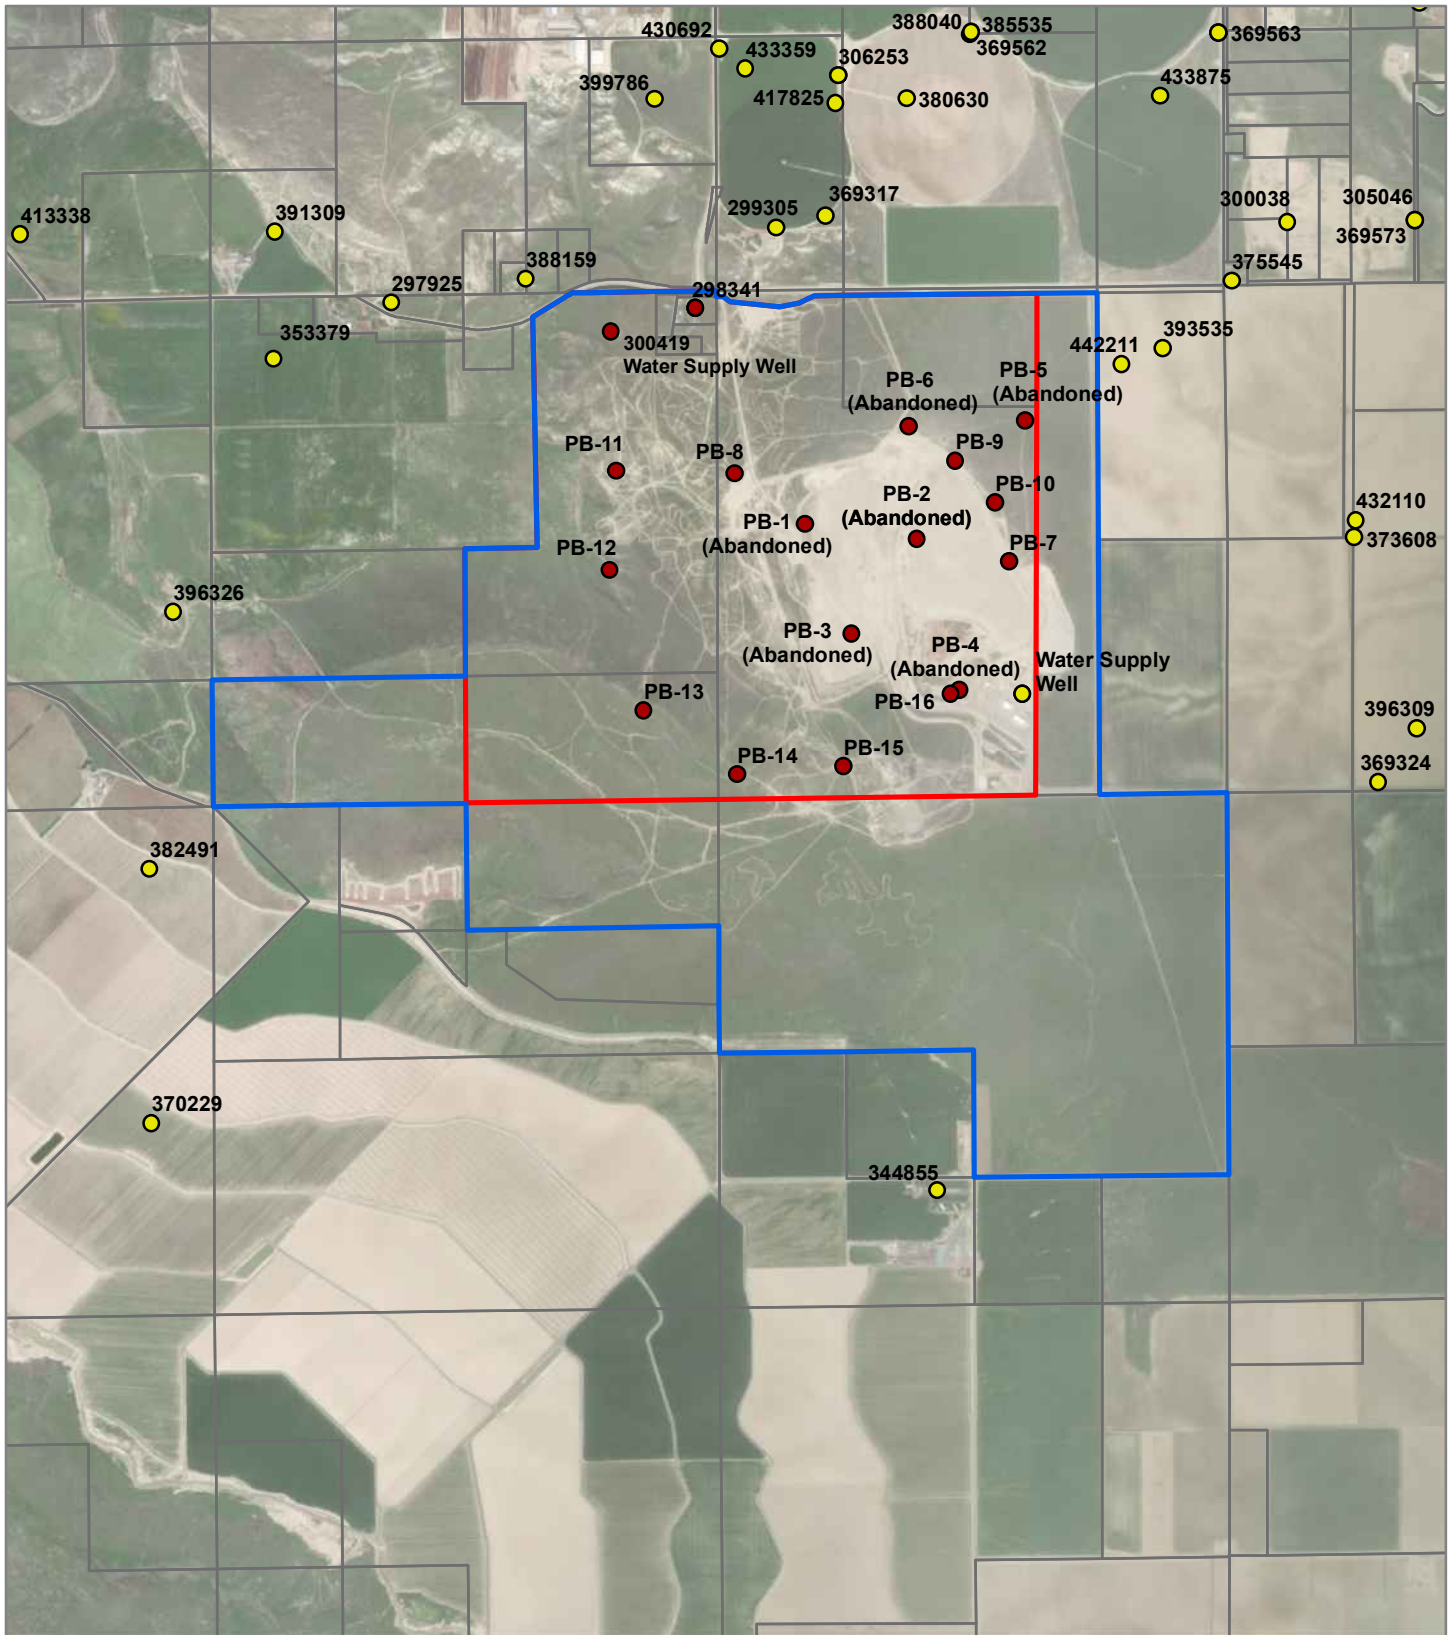 430692
388040
385535
369562
369563
433359
306253
399786
417825
380630
433875
413338
391309
299305
369317
300038
305046
369573
388159
375545
297925
298341
353379
300419
Water Supply Well
442211
393535
PB-6
(Abandoned)
PB-5
(Abandoned)
PB-11
PB-8
PB-9
PB-10
PB-2
(Abandoned)
PB-1
(Abandoned)
432110
373608
PB-12
PB-7
396326
PB-3
(Abandoned)
PB-4
(Abandoned)
Water Supply
Well
PB-13
PB-16
396309
PB-14
PB-15
369324
382491
370229
344855